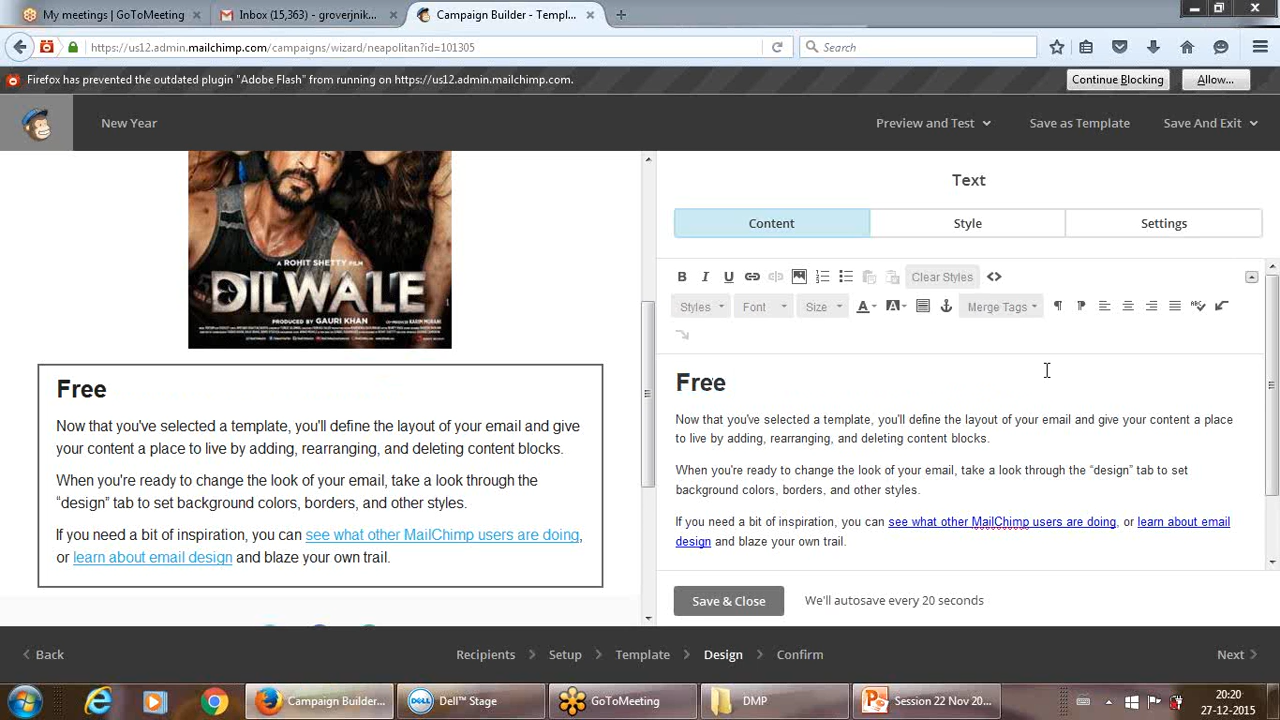 My meetings | GoToMeeting
Inbox (15,363) - groverjnik...
Campaign Builder - Templ...
https://us12.admin.mailchimp.com/campaigns/wizard/neapolitan?id=101305
Search
Firefox has prevented the outdated plugin "Adobe Flash" from running on https://us12.admin.mailchimp.com.
Continue Blocking
Allow...
New Year
Preview and Test
Save as Template
Save And Exit
A ROHIT SHETTY FILM
DILWALE
PRODUCED BY GAURI KHAN
Free
Now that you've selected a template, you'll define the layout of your email and give
your content a place to live by adding, rearranging, and deleting content blocks.
When you're ready to change the look of your email, take a look through the
“design” tab to set background colors, borders, and other styles.
If you need a bit of inspiration, you can see what other MailChimp users are doing,
or learn about email design and blaze your own trail.
Text
Content
Style
Settings
B I U
Clear Styles
Styles
Font
Size
A
A
Merge Tags
Free
Now that you've selected a template, you'll define the layout of your email and give your content a place
to live by adding, rearranging, and deleting content blocks.
When you're ready to change the look of your email, take a look through the “design” tab to set
background colors, borders, and other styles.
If you need a bit of inspiration, you can see what other MailChimp users are doing, or learn about email
design and blaze your own trail.
Save & Close
We'll autosave every 20 seconds
Back
Recipients
Setup
Template
Design
Confirm
Next
Campaign Builder...
DELL
Dell™ Stage
GoToMeeting
DMP
Session 22 Nov 20...
20:20
27-12-2015